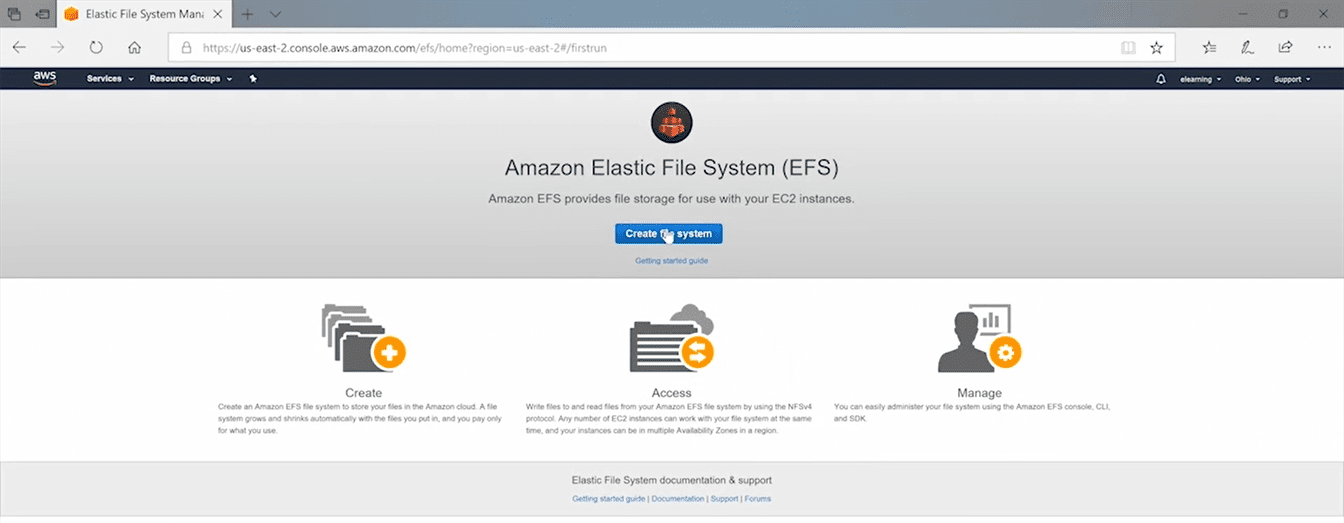 Elastic File System Mana
https://us-east-2.console.aws.amazon.com/efs/home?region=us-east-2#/firstrun
aws Services Resource Groups elearning Ohio Support
Amazon Elastic File System (EFS)
Amazon EFS provides file storage for use with your EC2 instances.
Create file system
Getting started guide
Create
Create an Amazon EFS file system to store your files in the Amazon cloud. A file
system grows and shrinks automatically with the files you put in, and you pay only
for what you use.
Access
Write files to and read files from your Amazon EFS file system by using the NFSv4
protocol. Any number of EC2 instances can work with your file system at the same
time, and your instances can be in multiple Availability Zones in a region.
Manage
You can easily administer your file system using the Amazon EFS console, CLI,
and SDK.
Elastic File System documentation & support
Getting started guide | Documentation | Support | Forums